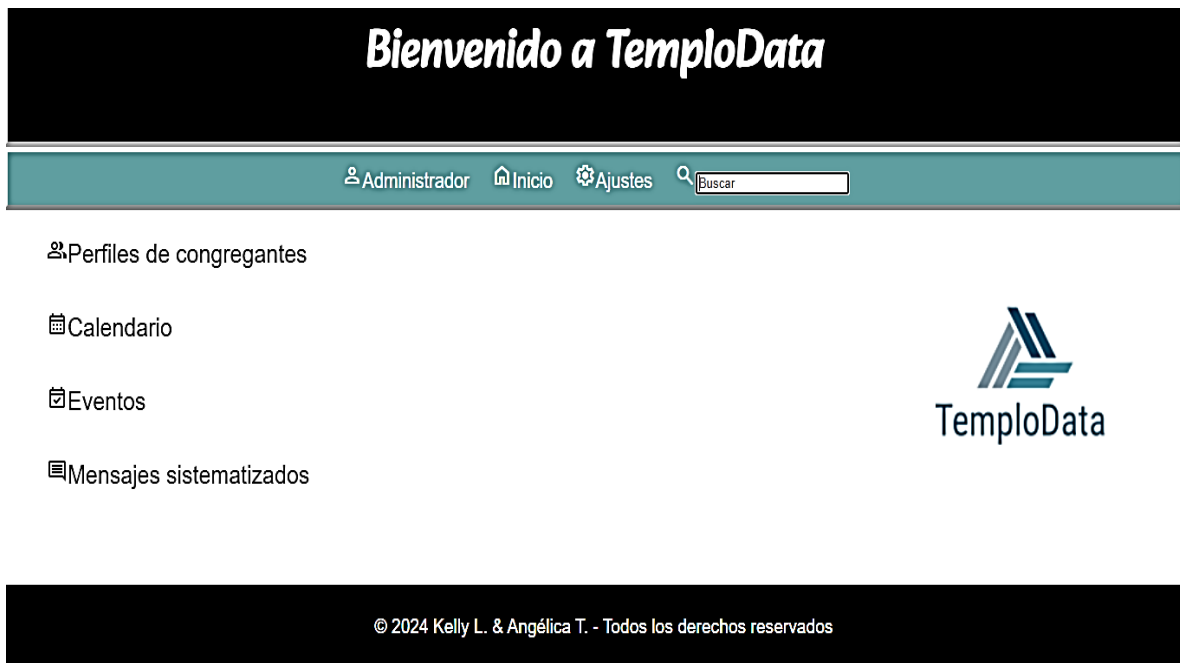 Bienvenido a TemploData
Administrador Inicio Ajustes Buscar
Perfiles de congregantes
Calendario
Eventos
Mensajes sistematizados
TemploData
© 2024 Kelly L. & Angélica T. - Todos los derechos reservados